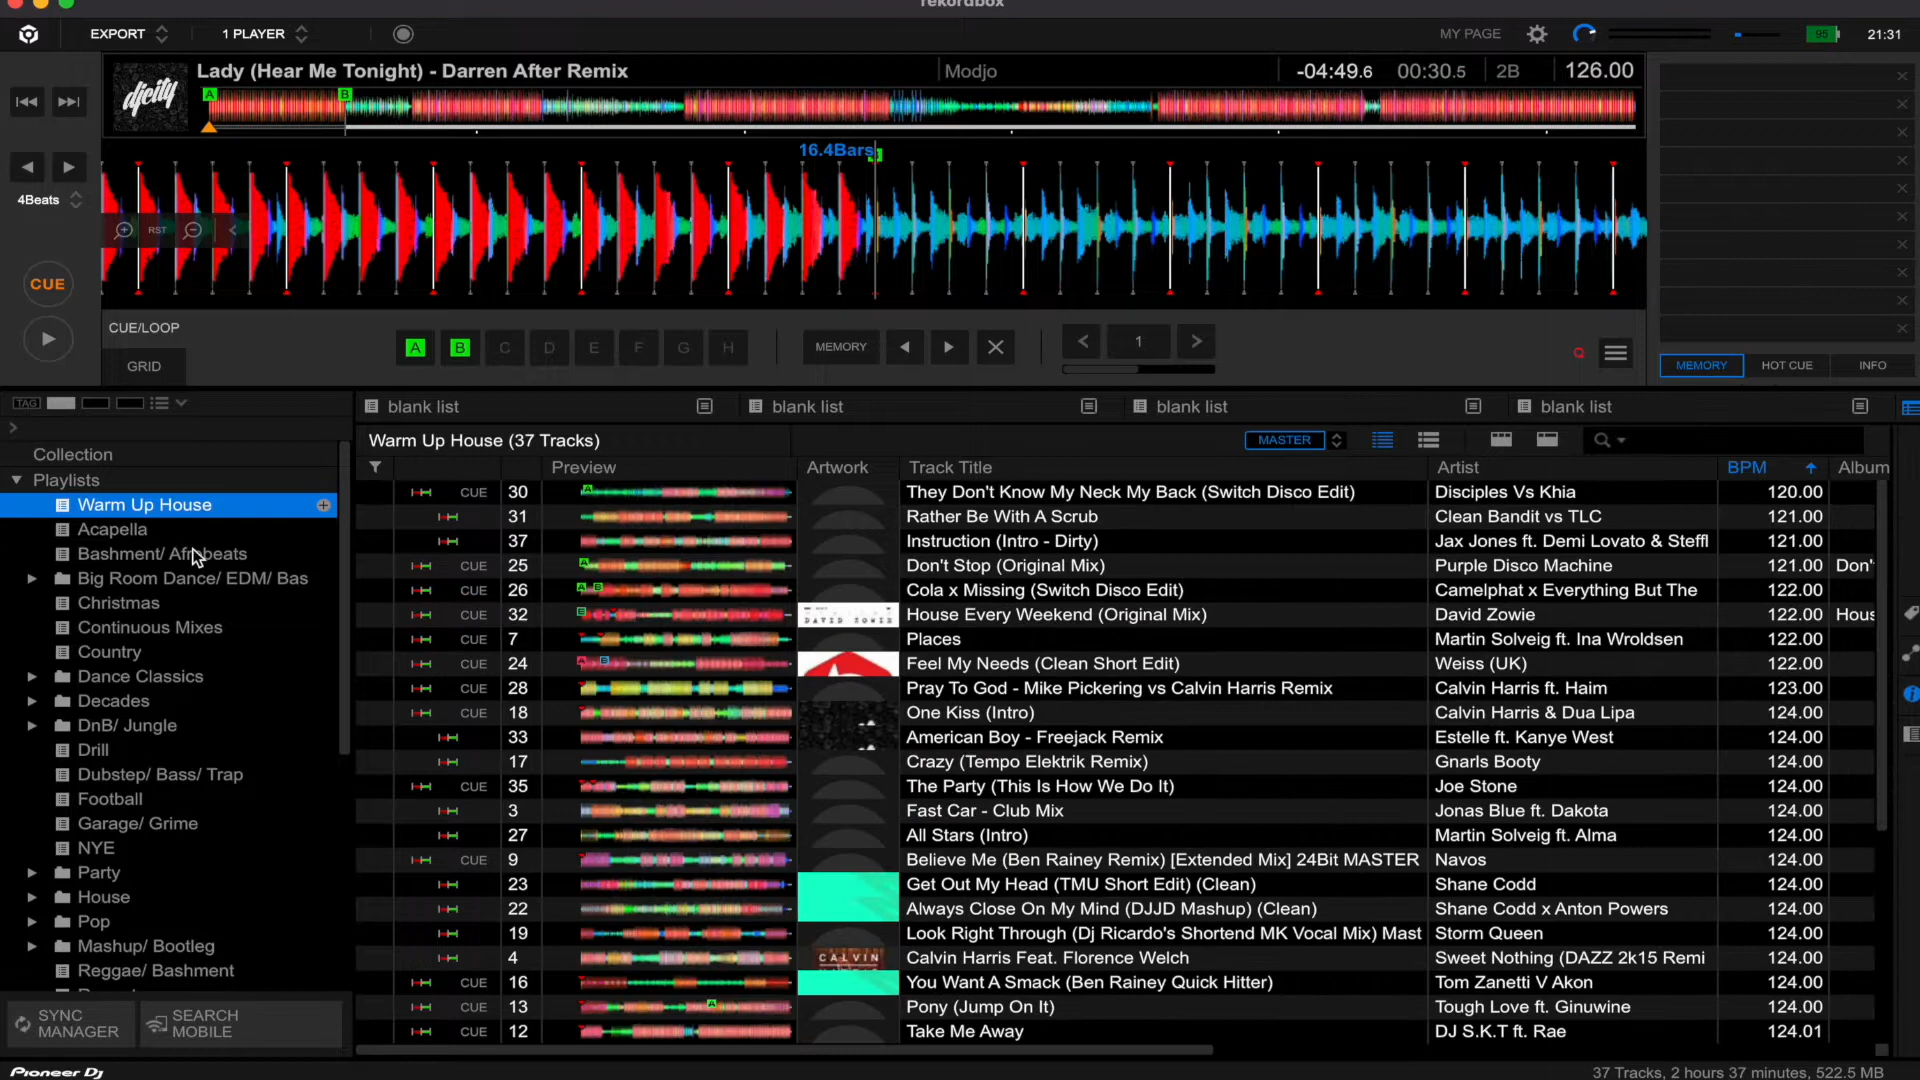 rekordbox
EXPORT 1 PLAYER MY PAGE 95 21:31
djcity Lady (Hear Me Tonight) - Darren After Remix Modjo -04:49.6 00:30.5 2B 126.00
A B
16.4Bars
4Beats
RST
CUE
CUE/LOOP
A B C D E F G H MEMORY 1
GRID
MEMORY HOT CUE INFO
TAG
blank list blank list blank list blank list
Warm Up House (37 Tracks) MASTER
Collection
Playlists
Warm Up House
Acapella
Bashment/ Afrobeats
Big Room Dance/ EDM/ Bas
Christmas
Continuous Mixes
Country
Dance Classics
Decades
DnB/ Jungle
Drill
Dubstep/ Bass/ Trap
Football
Garage/ Grime
NYE
Party
House
Pop
Mashup/ Bootleg
Reggae/ Bashment
SYNC MANAGER
SEARCH MOBILE
Preview Artwork Track Title Artist BPM Album
CUE 30 They Don't Know My Neck My Back (Switch Disco Edit) Disciples Vs Khia 120.00
31 Rather Be With A Scrub Clean Bandit vs TLC 121.00
37 Instruction (Intro - Dirty) Jax Jones ft. Demi Lovato & Steffl 121.00
CUE 25 Don't Stop (Original Mix) Purple Disco Machine 121.00 Don'
CUE 26 Cola x Missing (Switch Disco Edit) Camelphat x Everything But The 122.00
CUE 32 DAVID ZOWIE House Every Weekend (Original Mix) David Zowie 122.00 Hous
CUE 7 Places Martin Solveig ft. Ina Wroldsen 122.00
CUE 24 Feel My Needs (Clean Short Edit) Weiss (UK) 122.00
CUE 28 Pray To God - Mike Pickering vs Calvin Harris Remix Calvin Harris ft. Haim 123.00
CUE 18 One Kiss (Intro) Calvin Harris & Dua Lipa 124.00
33 American Boy - Freejack Remix Estelle ft. Kanye West 124.00
17 Crazy (Tempo Elektrik Remix) Gnarls Booty 124.00
CUE 35 The Party (This Is How We Do It) Joe Stone 124.00
3 Fast Car - Club Mix Jonas Blue ft. Dakota 124.00
27 All Stars (Intro) Martin Solveig ft. Alma 124.00
CUE 9 Believe Me (Ben Rainey Remix) [Extended Mix] 24Bit MASTER Navos 124.00
23 Get Out My Head (TMU Short Edit) (Clean) Shane Codd 124.00
22 Always Close On My Mind (DJJD Mashup) (Clean) Shane Codd x Anton Powers 124.00
19 Look Right Through (Dj Ricardo's Shortend MK Vocal Mix) Mast Storm Queen 124.00
4 CALVIN Calvin Harris Feat. Florence Welch Sweet Nothing (DAZZ 2k15 Remi 124.00
CUE 16 You Want A Smack (Ben Rainey Quick Hitter) Tom Zanetti V Akon 124.00
CUE 13 Pony (Jump On It) Tough Love ft. Ginuwine 124.00
CUE 12 Take Me Away DJ S.K.T ft. Rae 124.01
Pioneer Dj 37 Tracks, 2 hours 37 minutes, 522.5 MB